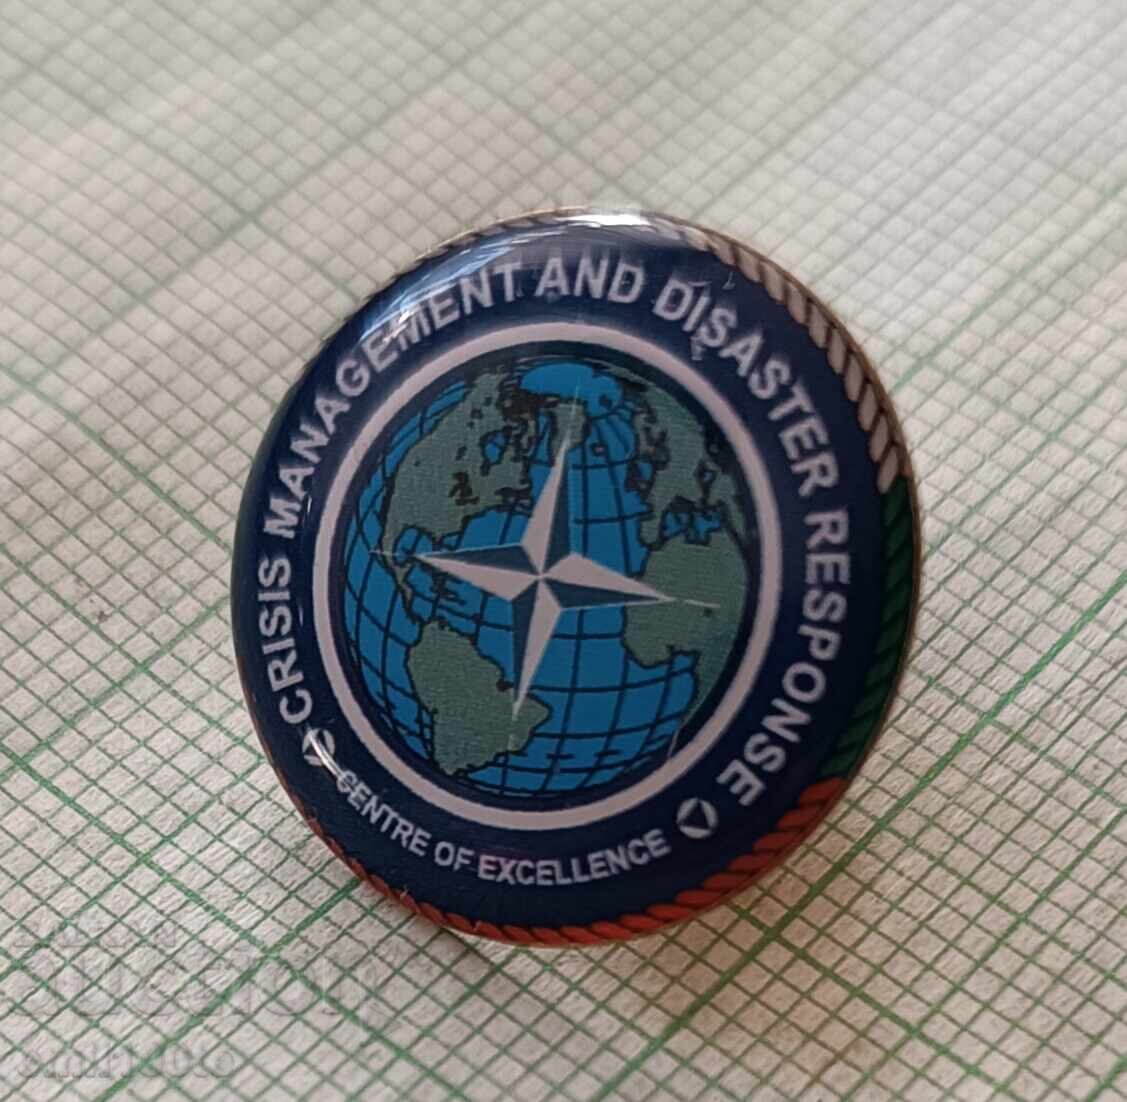 CRISIS MANAGEMENT AND DISASTER RESPONSE
CENTRE OF EXCELLENCE